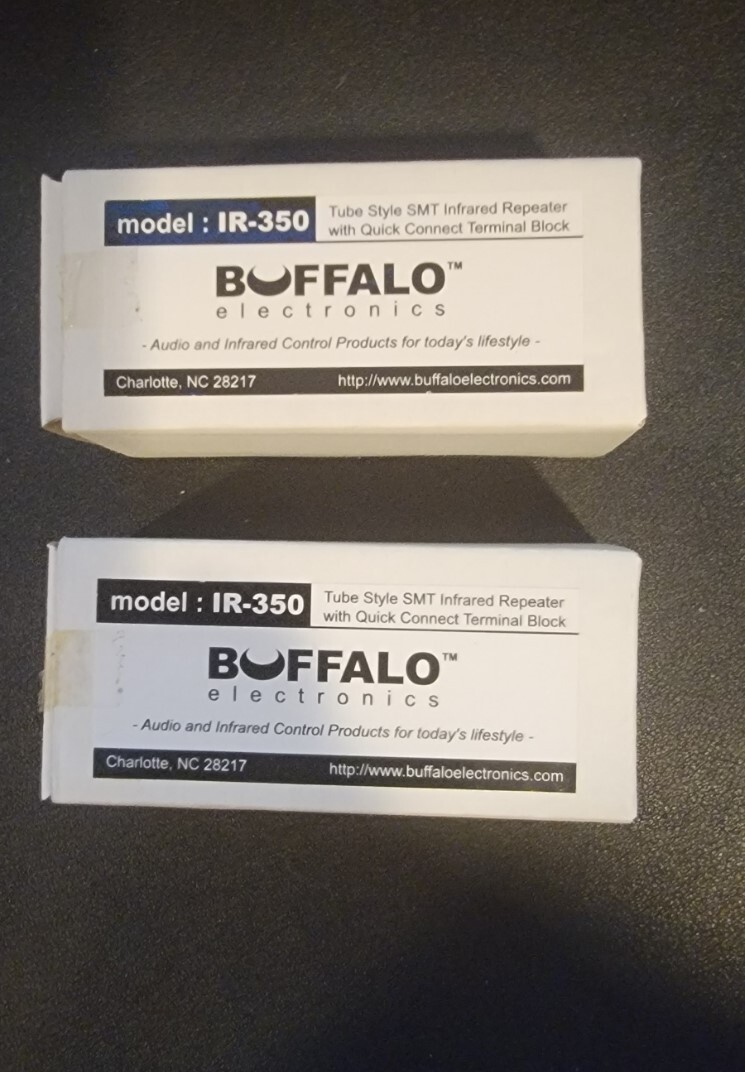 model : IR-350
Tube Style SMT Infrared Repeater
with Quick Connect Terminal Block
BUFFALO™
electronics
- Audio and Infrared Control Products for today's lifestyle -
Charlotte, NC 28217 http://www.buffaloelectronics.com
model : IR-350
Tube Style SMT Infrared Repeater
with Quick Connect Terminal Block
BUFFALO™
electronics
- Audio and Infrared Control Products for today's lifestyle -
Charlotte, NC 28217 http://www.buffaloelectronics.com